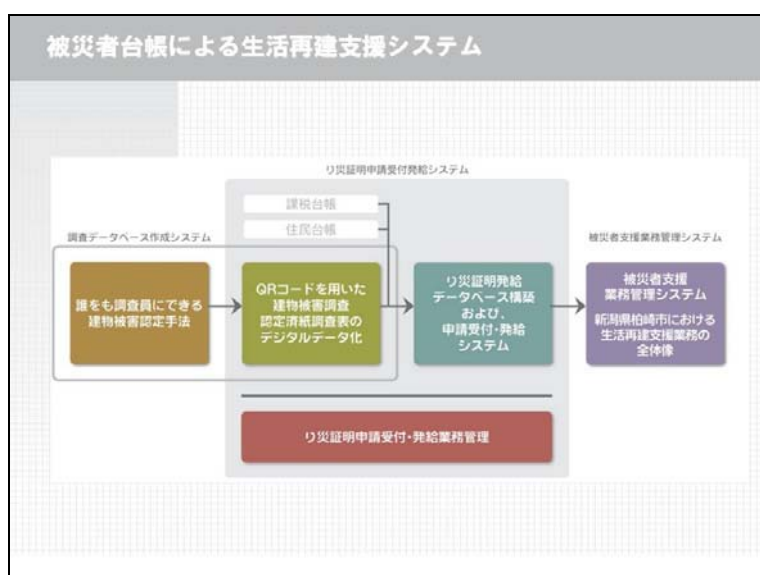 被災者台帳による生活再建支援システム
り災証明申請受付発給システム
課税台帳
住民台帳
調査データベース作成システム
被災者支援業務管理システム
誰をも調査員にできる
建物被害認定手法
QRコードを用いた
建物被害調査
認定済紙調査表の
デジタルデータ化
り災証明発給
データベース構築
および、
申請受付・発給
システム
被災者支援
業務管理システム
新潟県柏崎市における
生活再建支援業務の
全体像
り災証明申請受付・発給業務管理